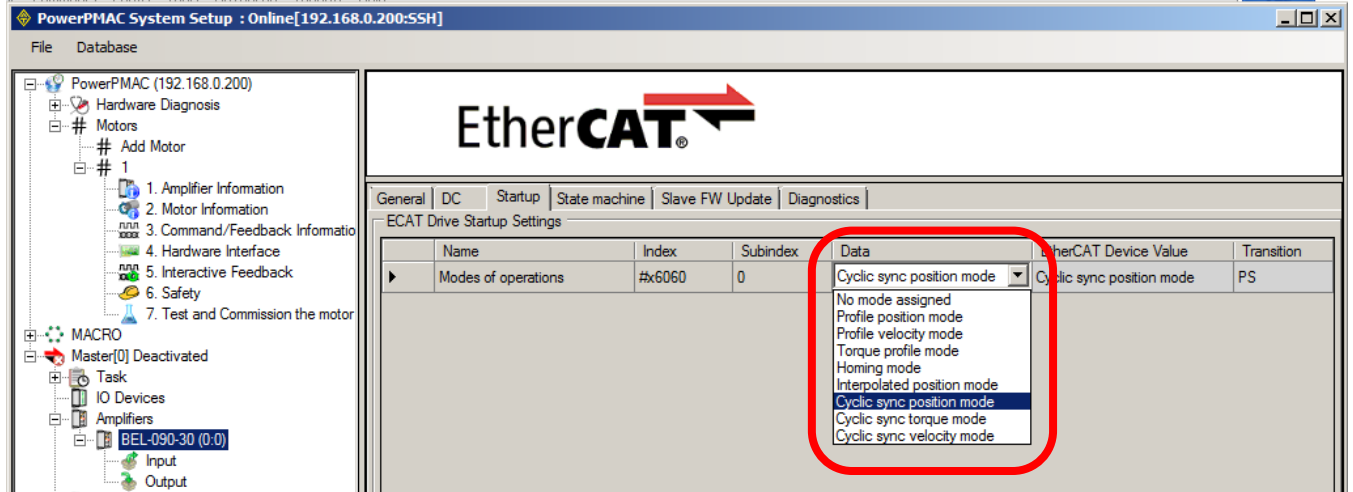 PowerPMAC System Setup : Online[192.168.0.200:SSH]
File Database
PowerPMAC (192.168.0.200)
Hardware Diagnosis
Motors
Add Motor
1
1. Amplifier Information
2. Motor Information
3. Command/Feedback Informatio
4. Hardware Interface
5. Interactive Feedback
6. Safety
7. Test and Commission the motor
MACRO
Master[0] Deactivated
Task
IO Devices
Amplifiers
BEL-090-30 (0:0)
Input
Output
EtherCAT®
General DC Startup State machine Slave FW Update Diagnostics
ECAT Drive Startup Settings
Name Index Subindex Data EtherCAT Device Value Transition
Modes of operations #x6060 0 Cyclic sync position mode Cyclic sync position mode PS
No mode assigned
Profile position mode
Profile velocity mode
Torque profile mode
Homing mode
Interpolated position mode
Cyclic sync position mode
Cyclic sync torque mode
Cyclic sync velocity mode